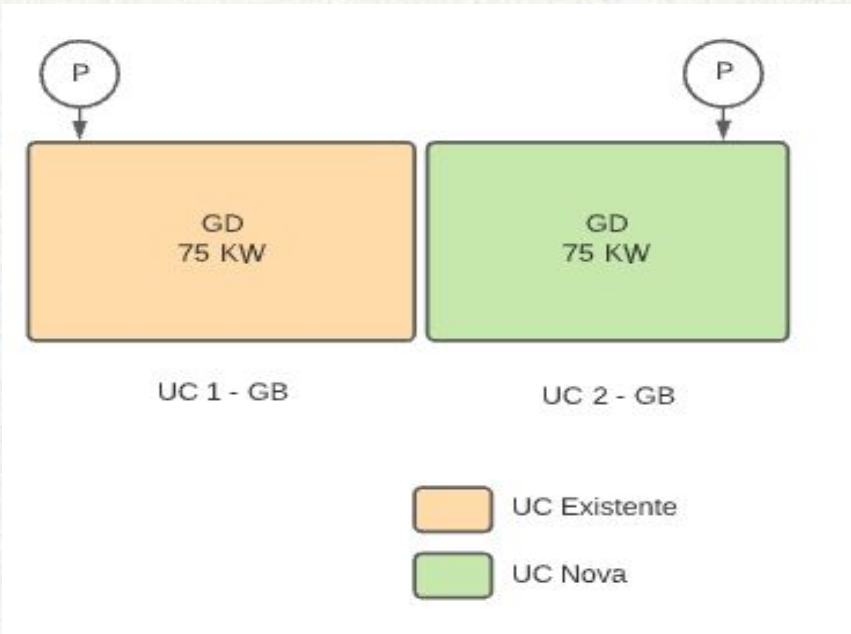 P
P
GD
75 KW
GD
75 KW
UC 1 - GB
UC 2 - GB
UC Existente
UC Nova